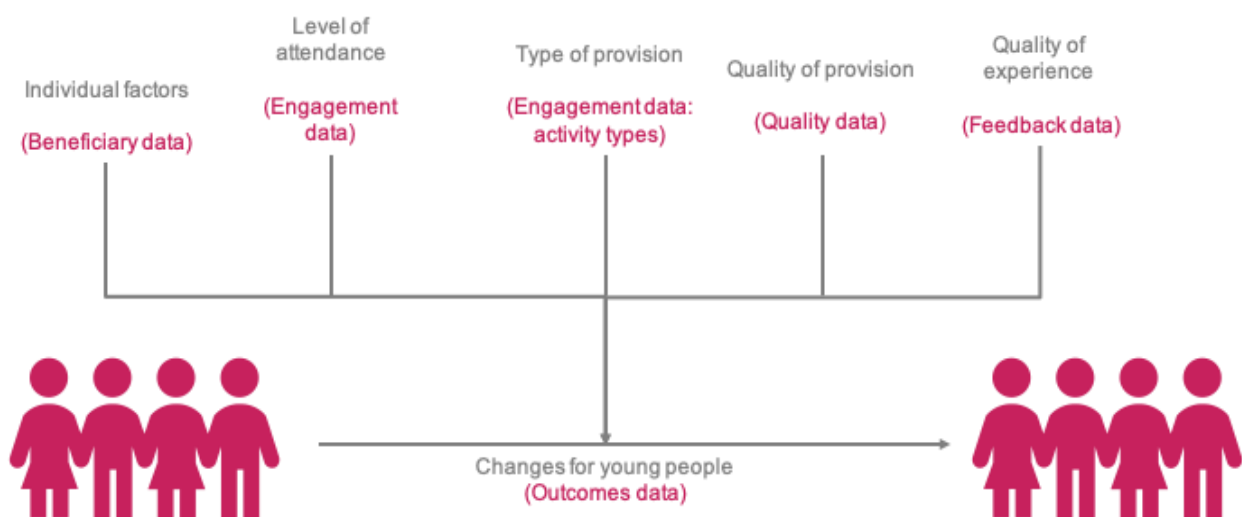 Individual factors
(Beneficiary data)
Level of
attendance
(Engagement
data)
Type of provision
(Engagement data:
activity types)
Quality of provision
(Quality data)
Quality of
experience
(Feedback data)
Changes for young people
(Outcomes data)